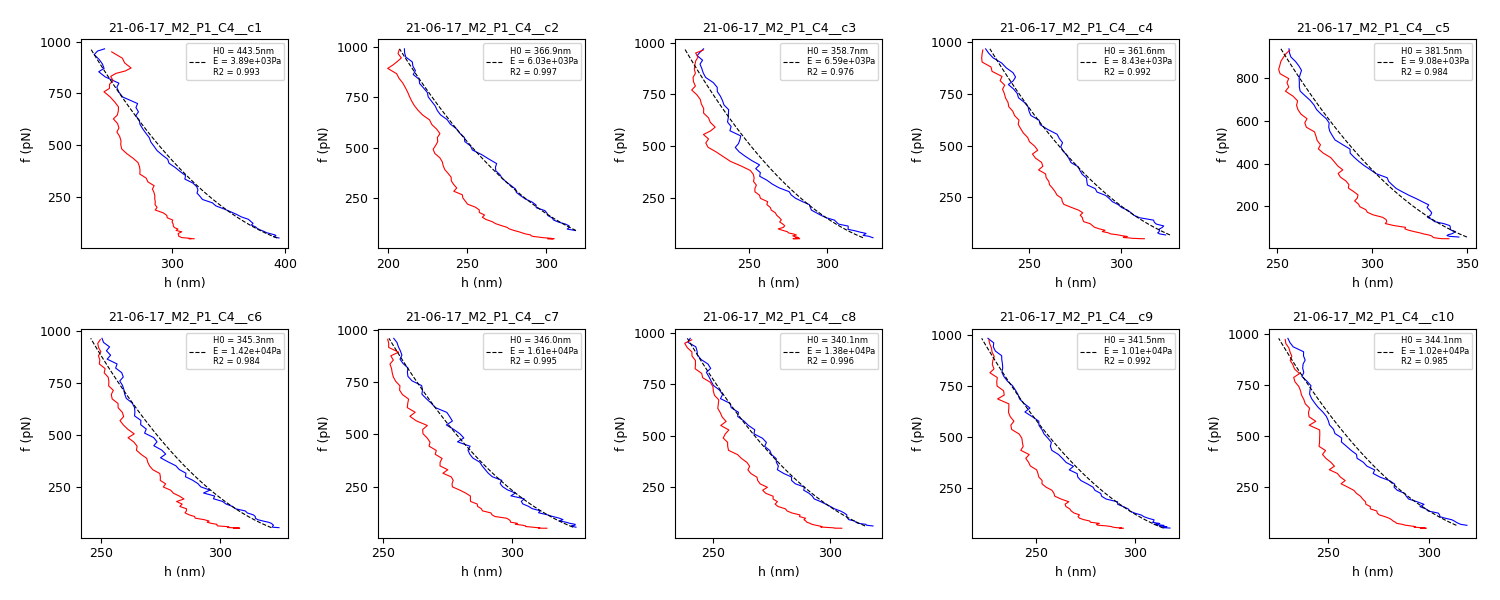 21-06-17_M2_P1_C4__c1
H0 = 443.5nm
E = 3.89e+03Pa
R2 = 0.993
1000
750
500
250
f (pN)
300
400
h (nm)
21-06-17_M2_P1_C4__c2
H0 = 366.9nm
E = 6.03e+03Pa
R2 = 0.997
1000
750
500
250
f (pN)
200
250
300
h (nm)
21-06-17_M2_P1_C4__c3
H0 = 358.7nm
E = 6.59e+03Pa
R2 = 0.976
1000
750
500
250
f (pN)
250
300
h (nm)
21-06-17_M2_P1_C4__c4
H0 = 361.6nm
E = 8.43e+03Pa
R2 = 0.992
1000
750
500
250
f (pN)
250
300
h (nm)
21-06-17_M2_P1_C4__c5
H0 = 381.5nm
E = 9.08e+03Pa
R2 = 0.984
800
600
400
200
f (pN)
250
300
350
h (nm)
21-06-17_M2_P1_C4__c6
H0 = 345.3nm
E = 1.42e+04Pa
R2 = 0.984
1000
750
500
250
f (pN)
250
300
h (nm)
21-06-17_M2_P1_C4__c7
H0 = 346.0nm
E = 1.61e+04Pa
R2 = 0.995
1000
750
500
250
f (pN)
250
300
h (nm)
21-06-17_M2_P1_C4__c8
H0 = 340.1nm
E = 1.38e+04Pa
R2 = 0.996
1000
750
500
250
f (pN)
250
300
h (nm)
21-06-17_M2_P1_C4__c9
H0 = 341.5nm
E = 1.01e+04Pa
R2 = 0.992
1000
750
500
250
f (pN)
250
300
h (nm)
21-06-17_M2_P1_C4__c10
H0 = 344.1nm
E = 1.02e+04Pa
R2 = 0.985
1000
750
500
250
f (pN)
250
300
h (nm)